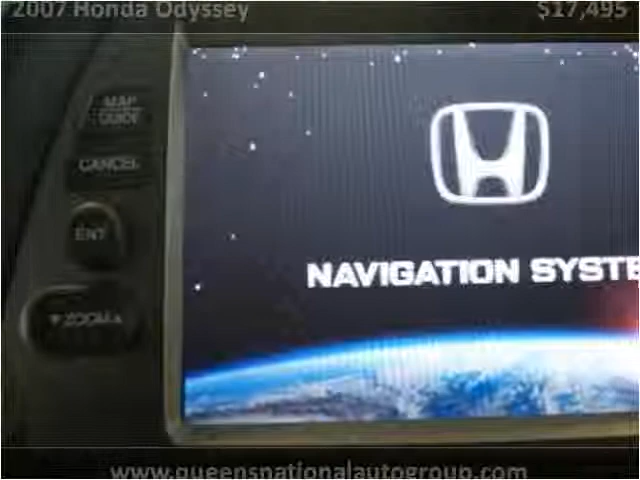 2007 Honda Odyssey $17,495
MAP
GUIDE
CANCEL
ENT
▼ ZOOM ▲
NAVIGATION SYSTE
www.queensnationalautogroup.com